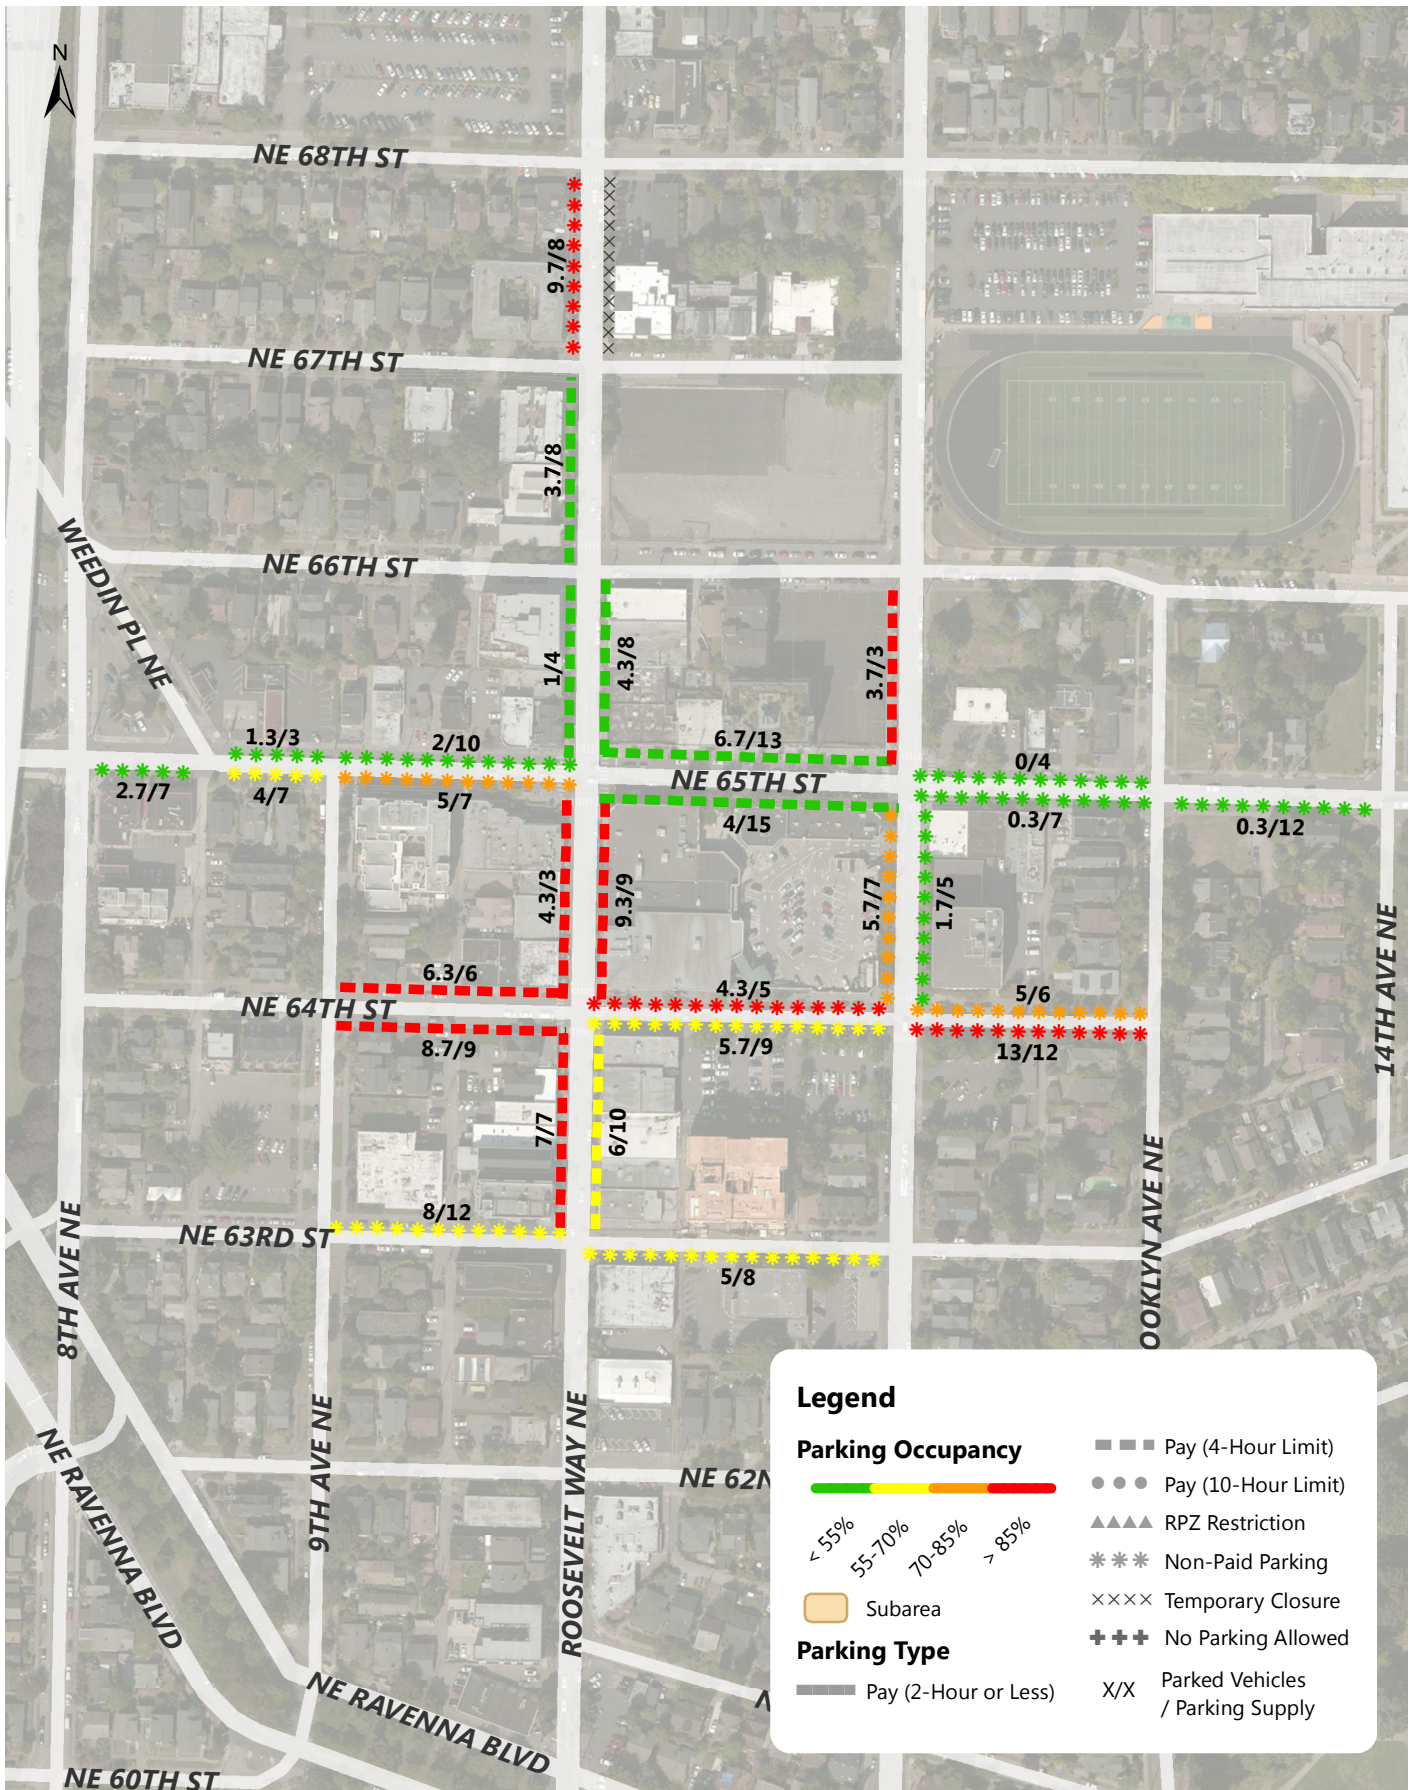 N
NE 68TH ST
9.7/8
NE 67TH ST
3.7/8
WEEDIN PL NE
NE 66TH ST
1/4
4.3/8
3.7/3
1.3/3
2/10
6.7/13
0/4
NE 65TH ST
2.7/7
4/7
5/7
4/15
0.3/7
0.3/12
4.3/3
9.3/9
5.7/7
1.7/5
14TH AVE NE
6.3/6
4.3/5
5/6
NE 64TH ST
8.7/9
5.7/9
13/12
7/7
6/10
8/12
NE 63RD ST
5/8
8TH AVE NE
OOKLYN AVE NE
9TH AVE NE
ROOSEVELT WAY NE
NE RAVENNA BLVD
NE 62N
NE RAVENNA BLVD
N
NE 60TH ST
Legend
Parking Occupancy
< 55%
55-70%
70-85%
> 85%
Subarea
Parking Type
Pay (2-Hour or Less)
Pay (4-Hour Limit)
Pay (10-Hour Limit)
RPZ Restriction
Non-Paid Parking
Temporary Closure
No Parking Allowed
X/X
Parked Vehicles
/ Parking Supply